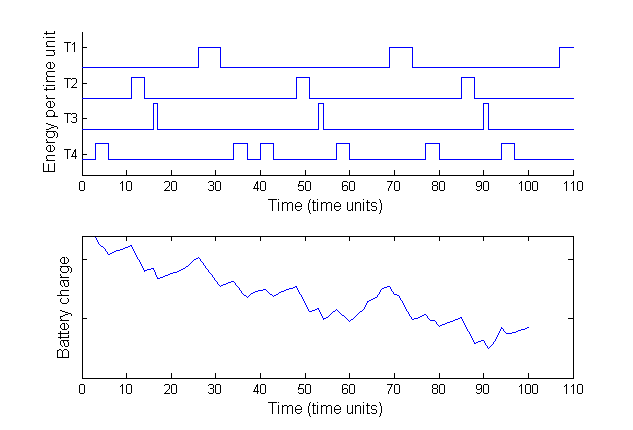 Energy per time unit
T1
T2
T3
T4
0 10 20 30 40 50 60 70 80 90 100 110
Time (time units)
Battery charge
0 10 20 30 40 50 60 70 80 90 100 110
Time (time units)